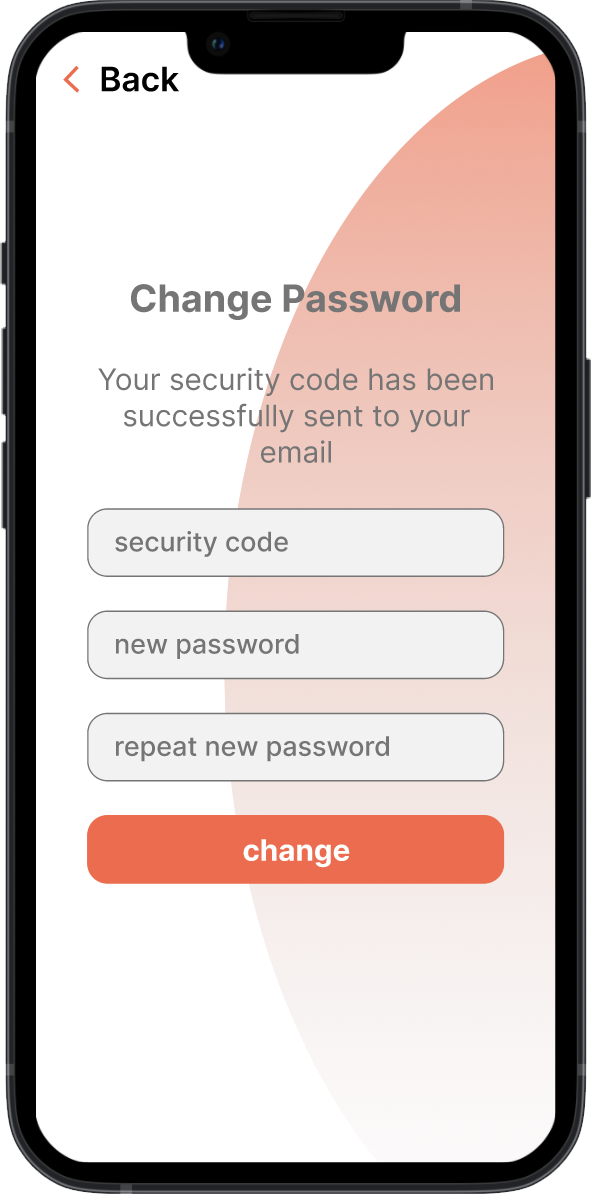 Back
Change Password
Your security code has been
successfully sent to your
email
security code
new password
repeat new password
change